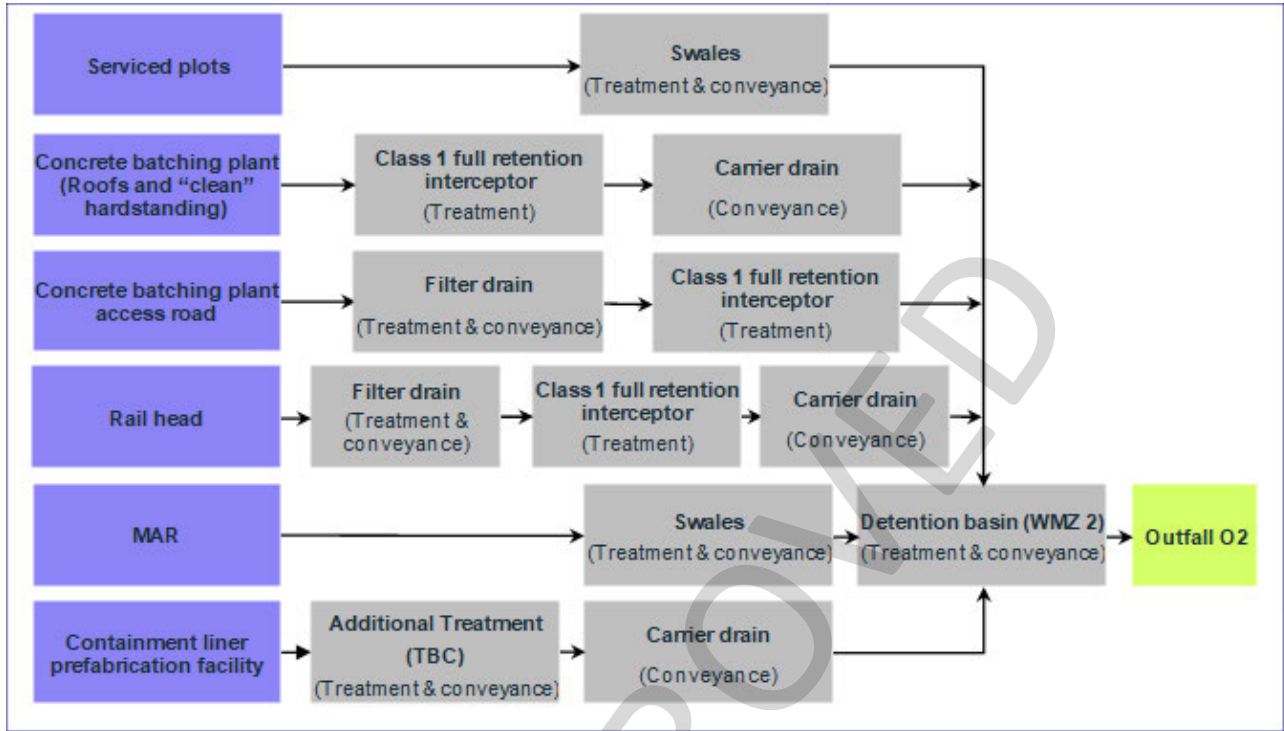 Serviced plots
Swales
(Treatment & conveyance)
Concrete batching plant
(Roofs and “clean”
hardstanding)
Class 1 full retention
interceptor
(Treatment)
Carrier drain
(Conveyance)
Concrete batching plant
access road
Filter drain
(Treatment & conveyance)
Class 1 full retention
interceptor
(Treatment)
Rail head
Filter drain
(Treatment &
conveyance)
Class 1 full retention
interceptor
(Treatment)
Carrier drain
(Conveyance)
MAR
Swales
(Treatment & conveyance)
Detention basin (WMZ 2)
(Treatment & conveyance)
Outfall O2
Containment liner
prefabrication facility
Additional Treatment
(TBC)
(Treatment & conveyance)
Carrier drain
(Conveyance)
POVED